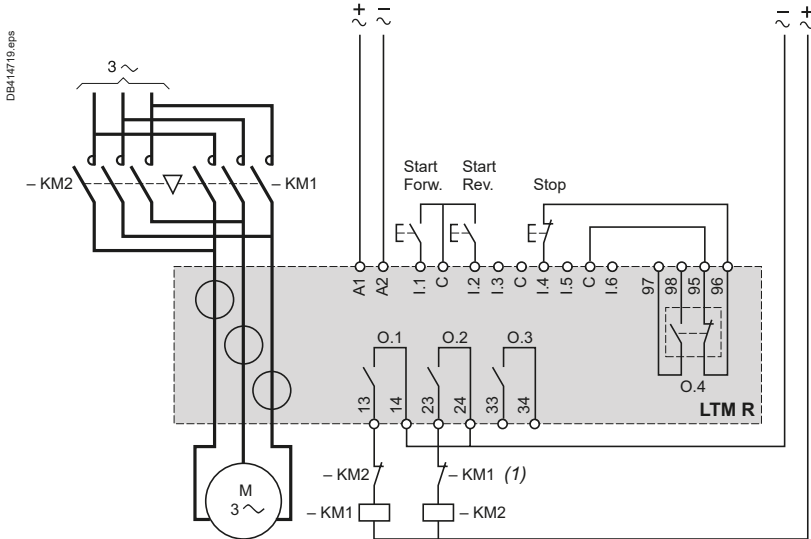 DB414719.eps
+ –
– +
3 ~
Start Forw.
Start Rev.
Stop
– KM2
– KM1
A1 A2 I.1 C I.2 I.3 C I.4 I.5 C I.6 97 98 95 96
O.1 O.2 O.3
O.4
13 14 23 24 33 34
LTM R
– KM2
– KM1 (1)
M
3 ~
– KM1
– KM2